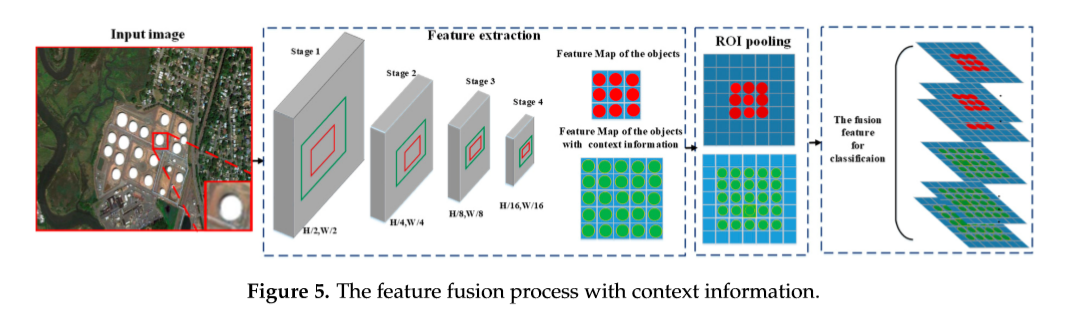 Input image
Feature extraction
Stage 1
Stage 2
Stage 3
Stage 4
H/2,W/2
H/4,W/4
H/8,W/8
H/16,W/16
Feature Map of the objects
Feature Map of the objects
with context information
ROI pooling
The fusion
feature
for
classificaion
Figure 5. The feature fusion process with context information.